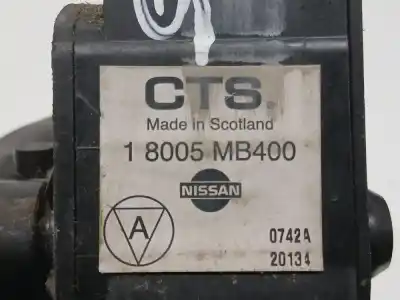 CTS.
Made in Scotland
1 8005 MB400
NISSAN
A
0742A
20134